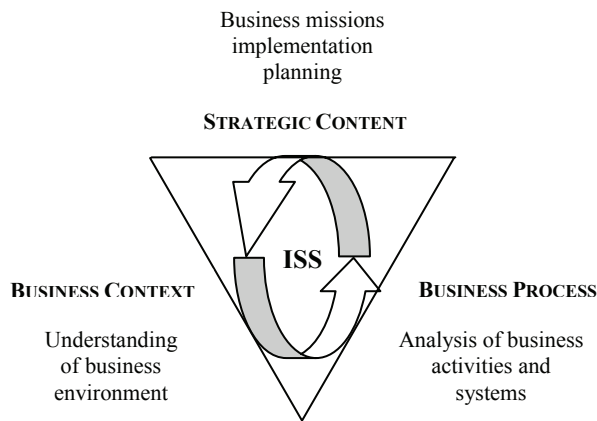 Business missions
implementation
planning
STRATEGIC CONTENT
ISS
BUSINESS CONTEXT
Understanding
of business
environment
BUSINESS PROCESS
Analysis of business
activities and
systems